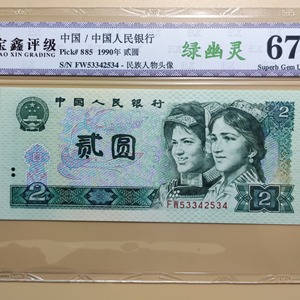 宝鑫评级
BAO XIN GRADING
中国 / 中国人民银行
Pick# 885 1990年 贰圆
S/N FW53342534 - 民族人物头像
绿幽灵
67
Superb Gem U
中国人民银行
贰圆
2
2
FW53342534